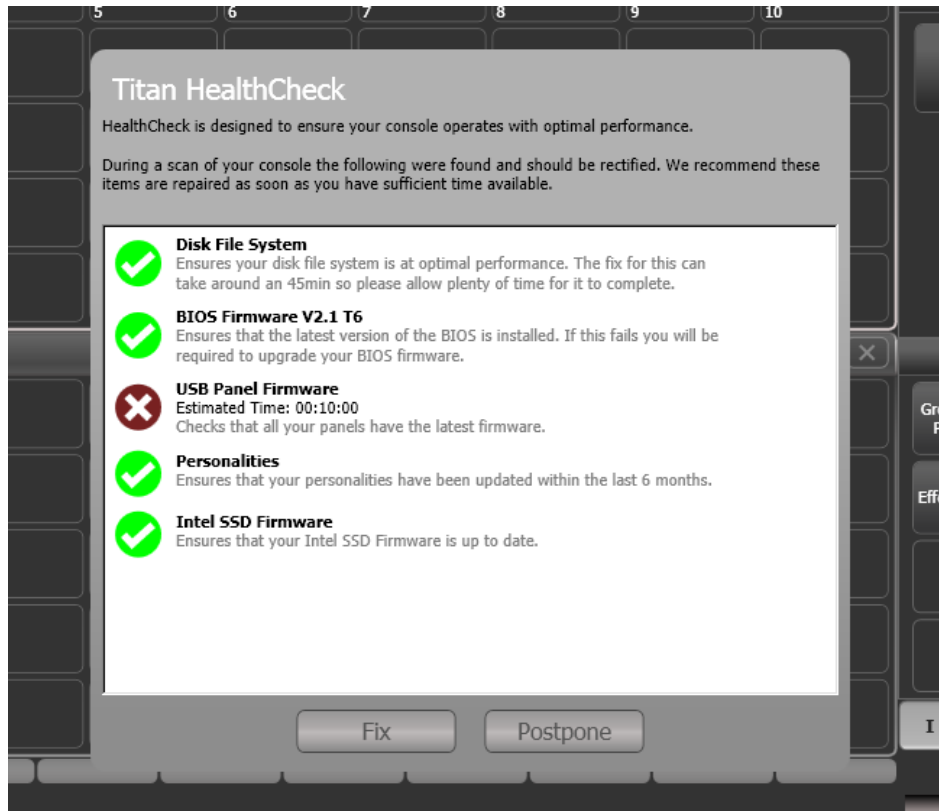 5 6 7 8 9 10
Titan HealthCheck
HealthCheck is designed to ensure your console operates with optimal performance.
During a scan of your console the following were found and should be rectified. We recommend these
items are repaired as soon as you have sufficient time available.
Disk File System
Ensures your disk file system is at optimal performance. The fix for this can
take around an 45min so please allow plenty of time for it to complete.
BIOS Firmware V2.1 T6
Ensures that the latest version of the BIOS is installed. If this fails you will be
required to upgrade your BIOS firmware.
USB Panel Firmware
Estimated Time: 00:10:00
Checks that all your panels have the latest firmware.
Personalities
Ensures that your personalities have been updated within the last 6 months.
Intel SSD Firmware
Ensures that your Intel SSD Firmware is up to date.
Fix Postpone